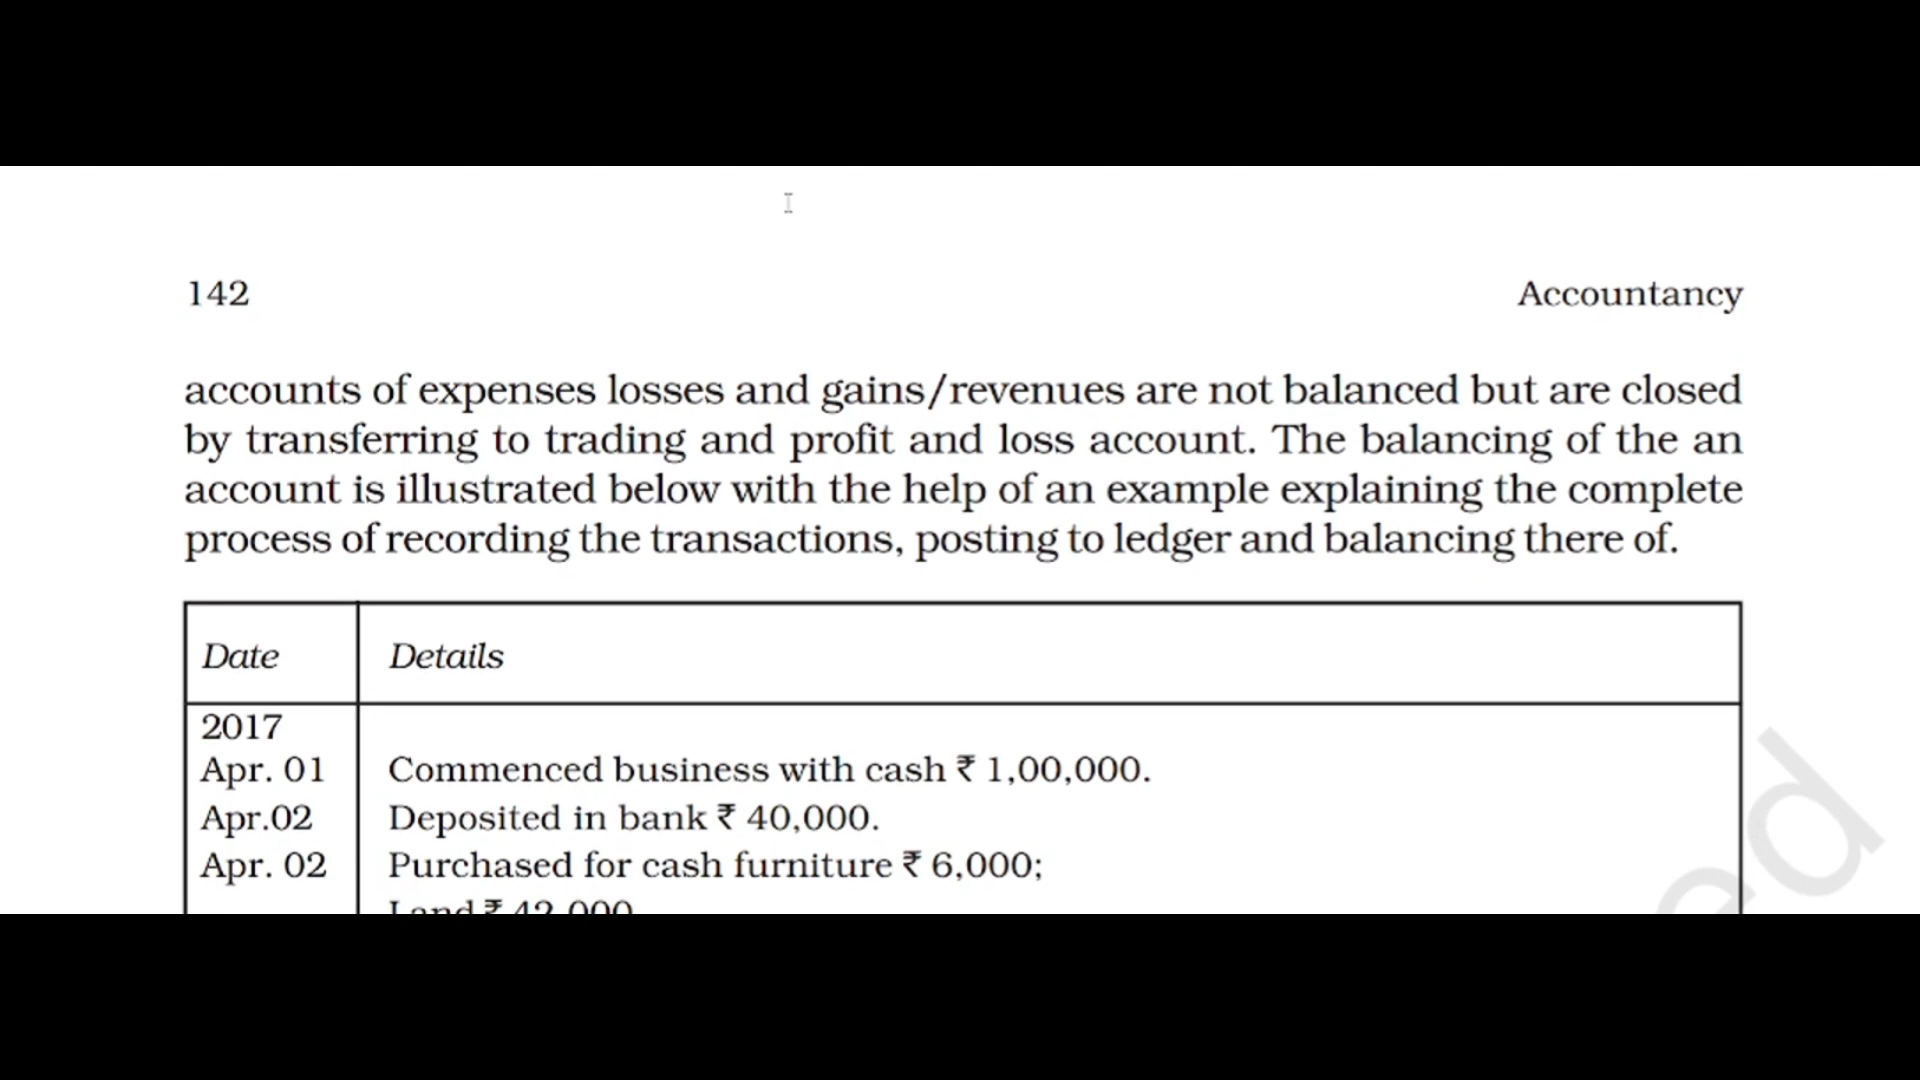 142 Accountancy
accounts of expenses losses and gains/revenues are not balanced but are closed
by transferring to trading and profit and loss account. The balancing of the an
account is illustrated below with the help of an example explaining the complete
process of recording the transactions, posting to ledger and balancing there of.
Date Details
2017
Apr. 01 Commenced business with cash ₹ 1,00,000.
Apr.02 Deposited in bank ₹ 40,000.
Apr. 02 Purchased for cash furniture ₹ 6,000;
Land ₹ 42,000
ed